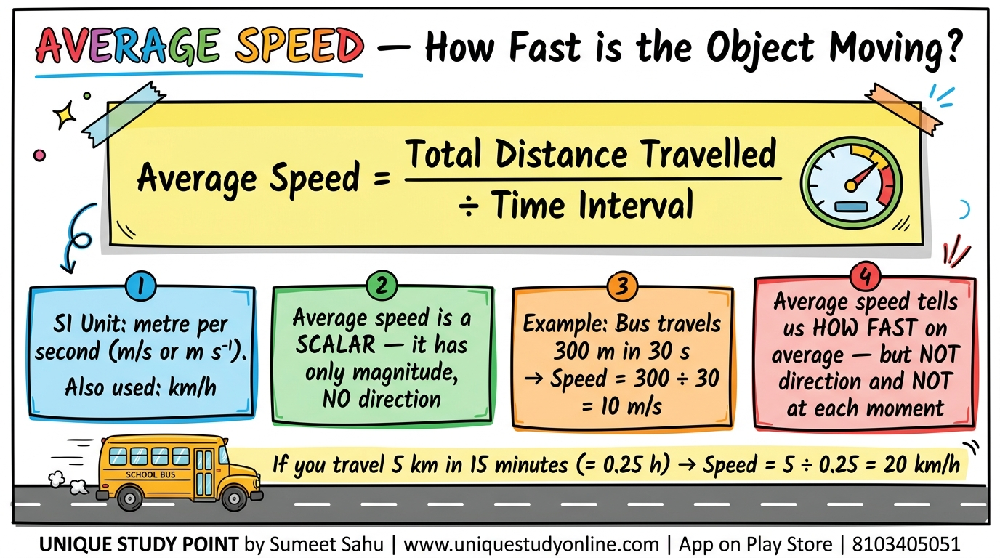 AVERAGE SPEED — How Fast is the Object Moving?
Average Speed = Total Distance Travelled
÷ Time Interval
1
SI Unit: metre per
second (m/s or m s⁻¹).
Also used: km/h
2
Average speed is a
SCALAR — it has
only magnitude,
NO direction
3
Example: Bus travels
300 m in 30 s
→ Speed = 300 ÷ 30
= 10 m/s
4
Average speed tells
us HOW FAST on
average — but NOT
direction and NOT
at each moment
SCHOOL BUS
If you travel 5 km in 15 minutes (= 0.25 h) → Speed = 5 ÷ 0.25 = 20 km/h
UNIQUE STUDY POINT by Sumeet Sahu | www.uniquestudyonline.com | App on Play Store | 8103405051